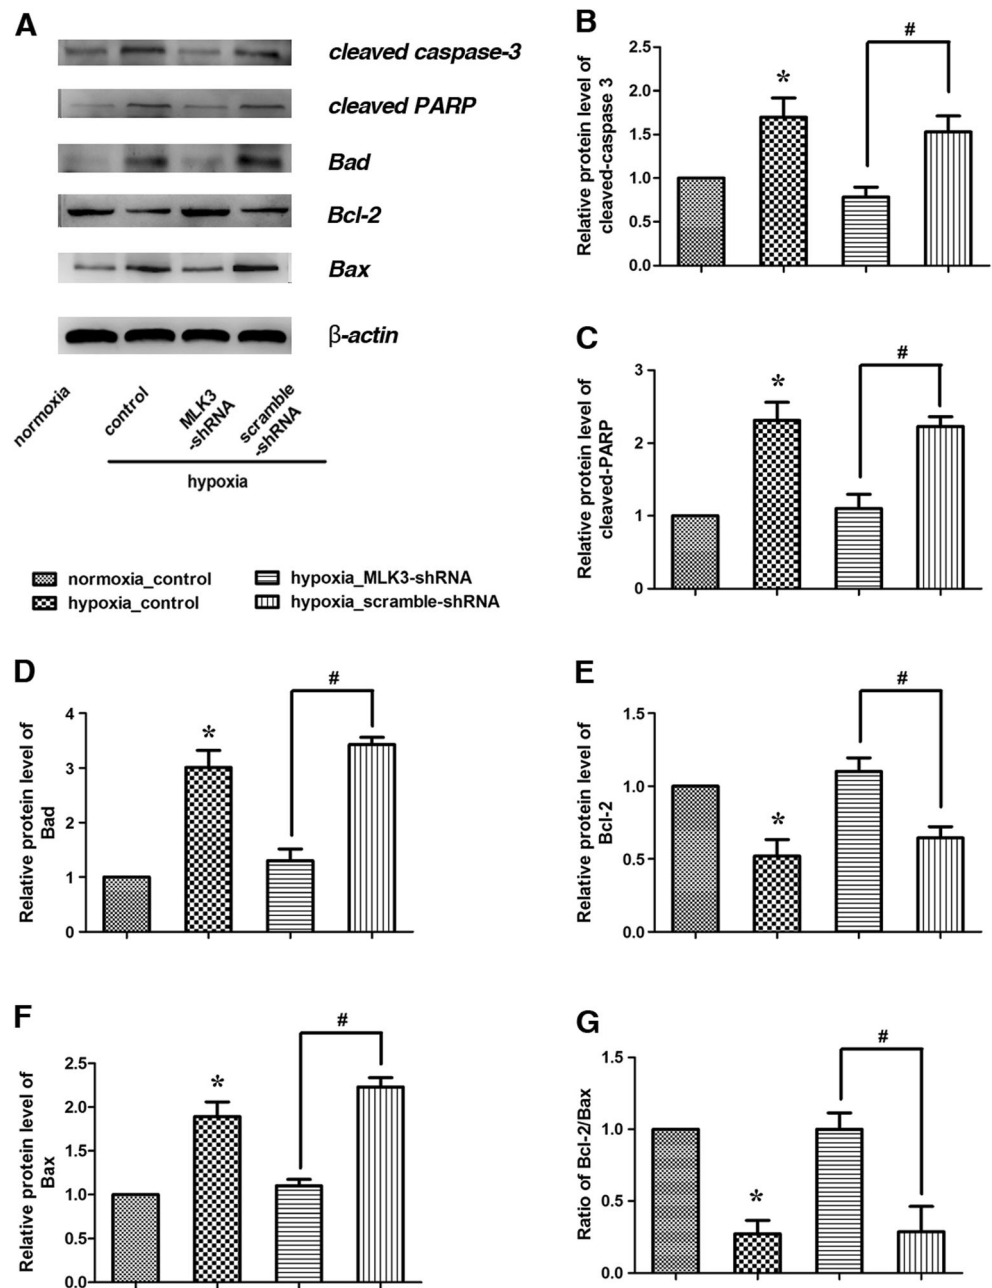 A
cleaved caspase-3
cleaved PARP
Bad
Bcl-2
Bax
β-actin
normoxia
control
MLK3
-shRNA
scramble
-shRNA
hypoxia
B
Relative protein level of
cleaved-caspase 3
2.5
2.0
1.5
1.0
0.5
0.0
*
#
C
Relative protein level of
cleaved-PARP
3
2
1
0
*
#
normoxia_control
hypoxia_control
hypoxia_MLK3-shRNA
hypoxia_scramble-shRNA
D
Relative protein level of
Bad
4
3
2
1
0
*
#
E
Relative protein level of
Bcl-2
1.5
1.0
0.5
0.0
*
#
F
Relative protein level of
Bax
2.5
2.0
1.5
1.0
0.5
0.0
*
#
G
Ratio of Bcl-2/Bax
1.5
1.0
0.5
0.0
*
#